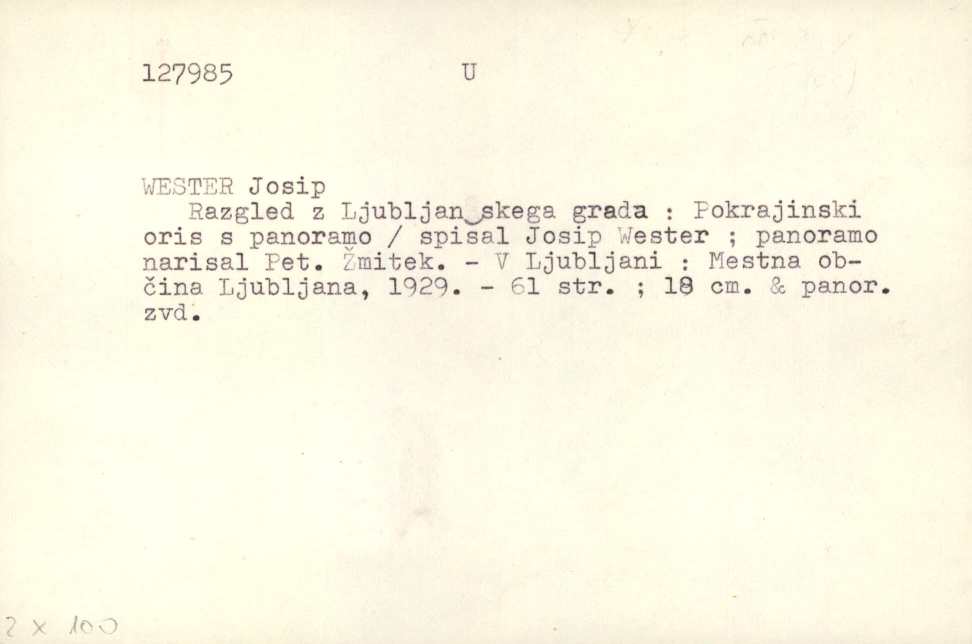 127985 U
WESTER Josip
Razgled z Ljubljanskega grada : Pokrajinski
oris s panoramo / spisal Josip Wester ; panoramo
narisal Pet. Žmitek. - V Ljubljani : Mestna ob-
čina Ljubljana, 1929. - 61 str. ; 18 cm. & panor.
zvd.
2 x 100